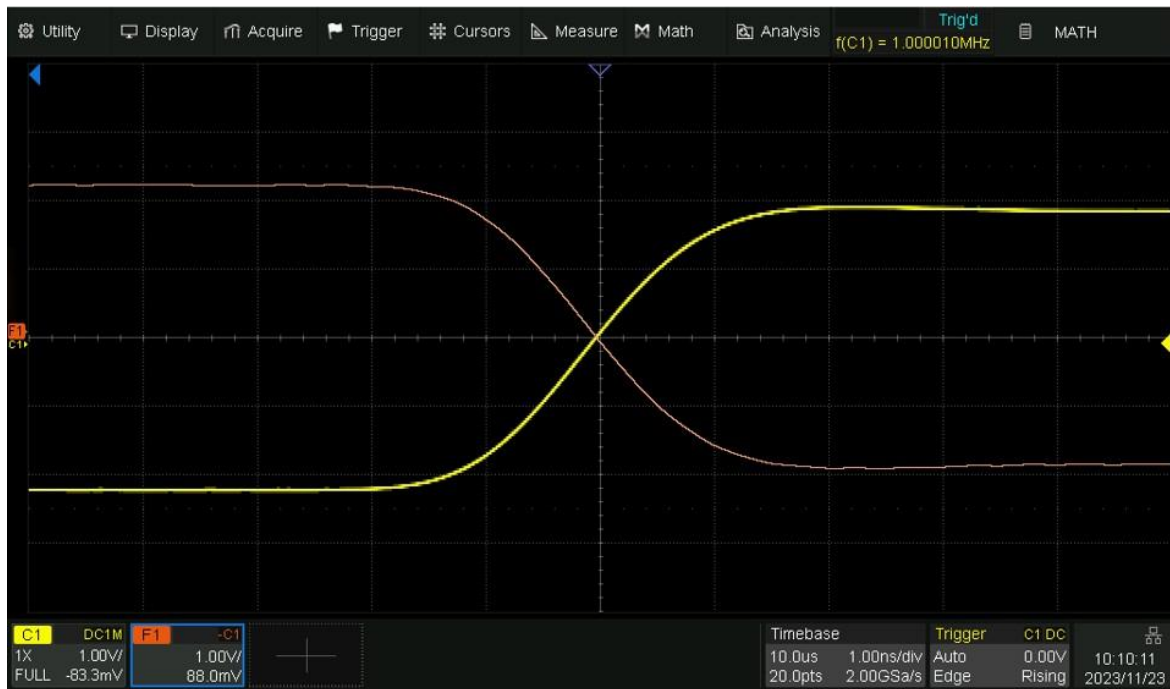 Utility Display Acquire Trigger Cursors Measure Math Analysis
Trig'd
f(C1) = 1.000010MHz
MATH
F1
C1
C1 DC1M
1X 1.00V/
FULL -83.3mV
F1 -C1
1.00V/
88.0mV
Timebase
10.0us 1.00ns/div
20.0pts 2.00GSa/s
Trigger C1 DC
Auto 0.00V
Edge Rising
10:10:11
2023/11/23